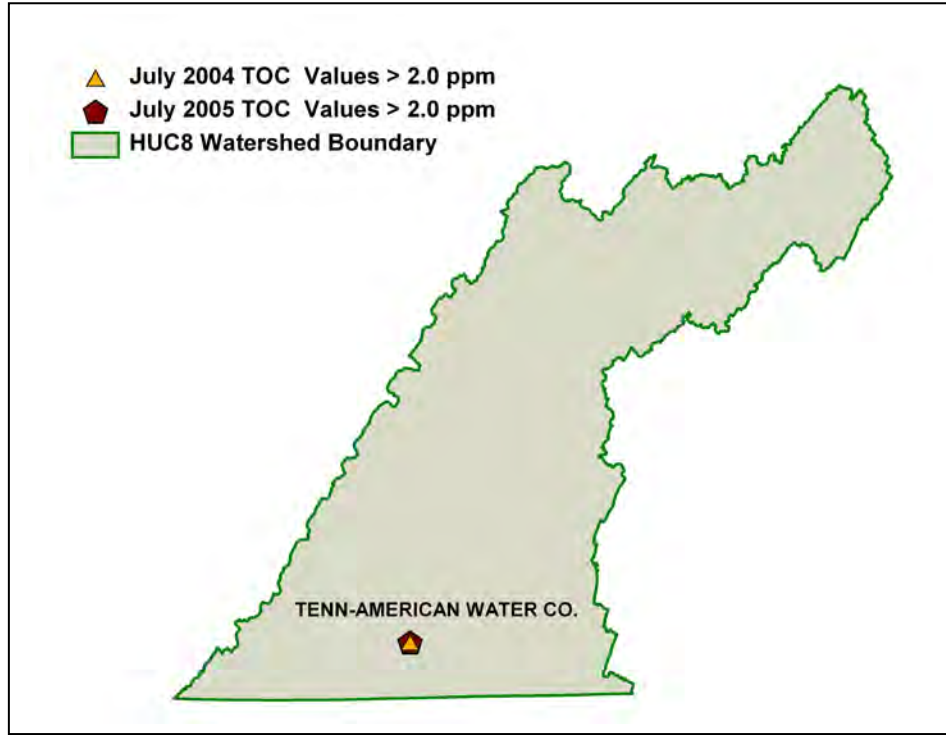 July 2004 TOC Values > 2.0 ppm
July 2005 TOC Values > 2.0 ppm
HUC8 Watershed Boundary
TENN-AMERICAN WATER CO.